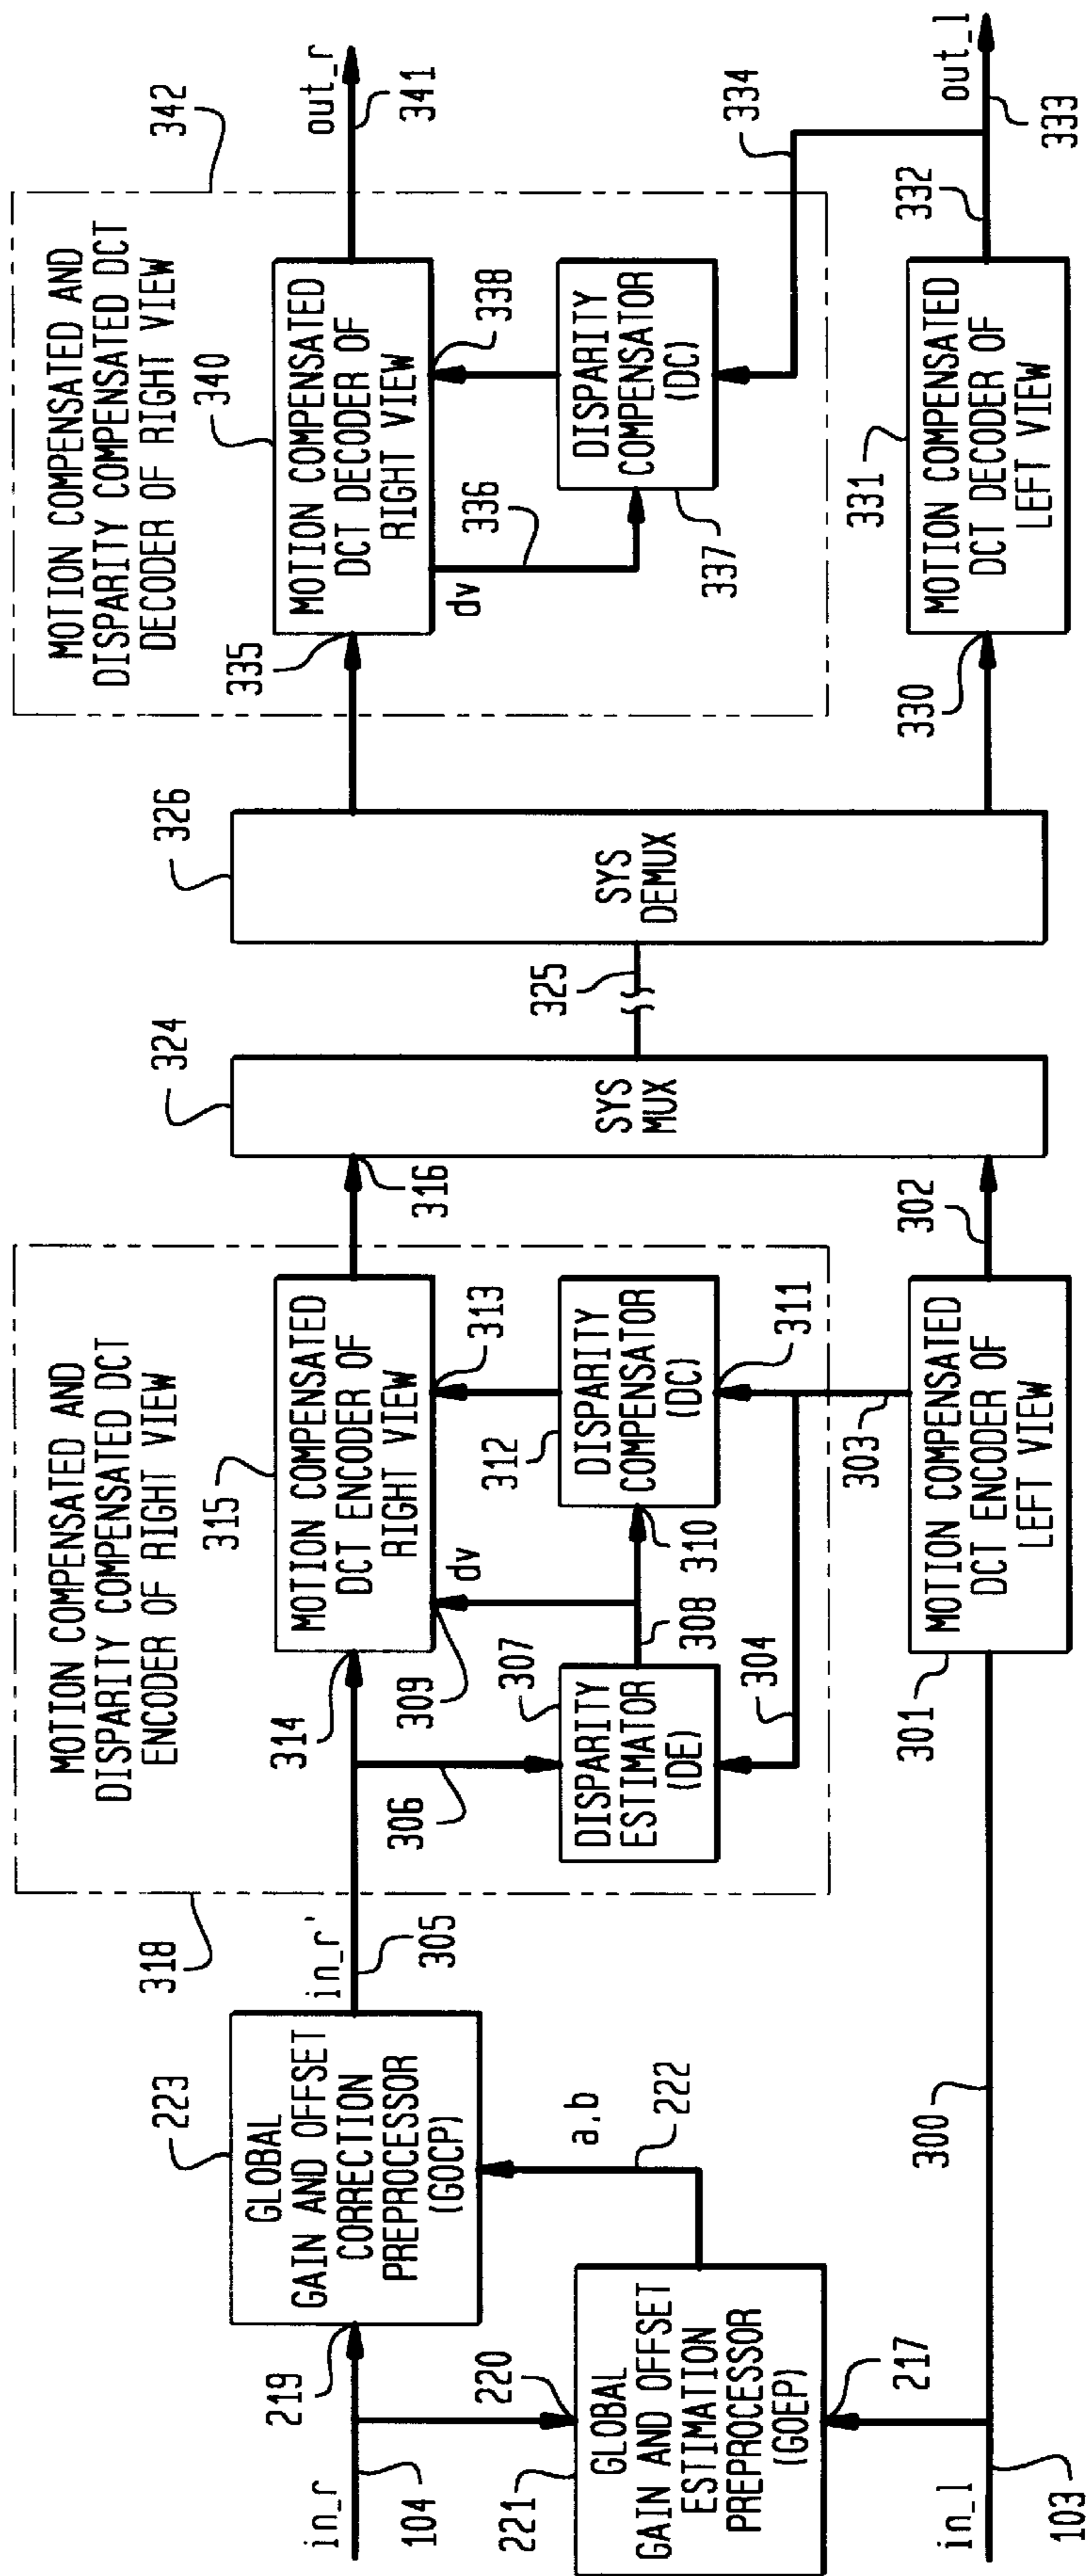 in_r
104
219
220
GLOBAL
GAIN AND OFFSET
ESTIMATION
PREPROCESSOR
(GOEP)
221
217
in_l
103
GLOBAL
GAIN AND OFFSET
CORRECTION
PREPROCESSOR
(GOCP)
223
a,b
222
300
in_r'
305
318
MOTION COMPENSATED AND
DISPARITY COMPENSATED DCT
ENCODER OF RIGHT VIEW
314
306
DISPARITY
ESTIMATOR
(DE)
307
308
309
dv
304
310
315
MOTION COMPENSATED
DCT ENCODER OF
RIGHT VIEW
313
312
DISPARITY
COMPENSATOR
(DC)
311
303
301
MOTION COMPENSATED
DCT ENCODER OF
LEFT VIEW
302
316
324
SYS
MUX
325
326
SYS
DEMUX
MOTION COMPENSATED AND
DISPARITY COMPENSATED DCT
DECODER OF RIGHT VIEW
342
335
340
MOTION COMPENSATED
DCT DECODER OF
RIGHT VIEW
dv
336
338
337
DISPARITY
COMPENSATOR
(DC)
334
330
331
MOTION COMPENSATED
DCT DECODER OF
LEFT VIEW
332
out_r
341
out_l
333